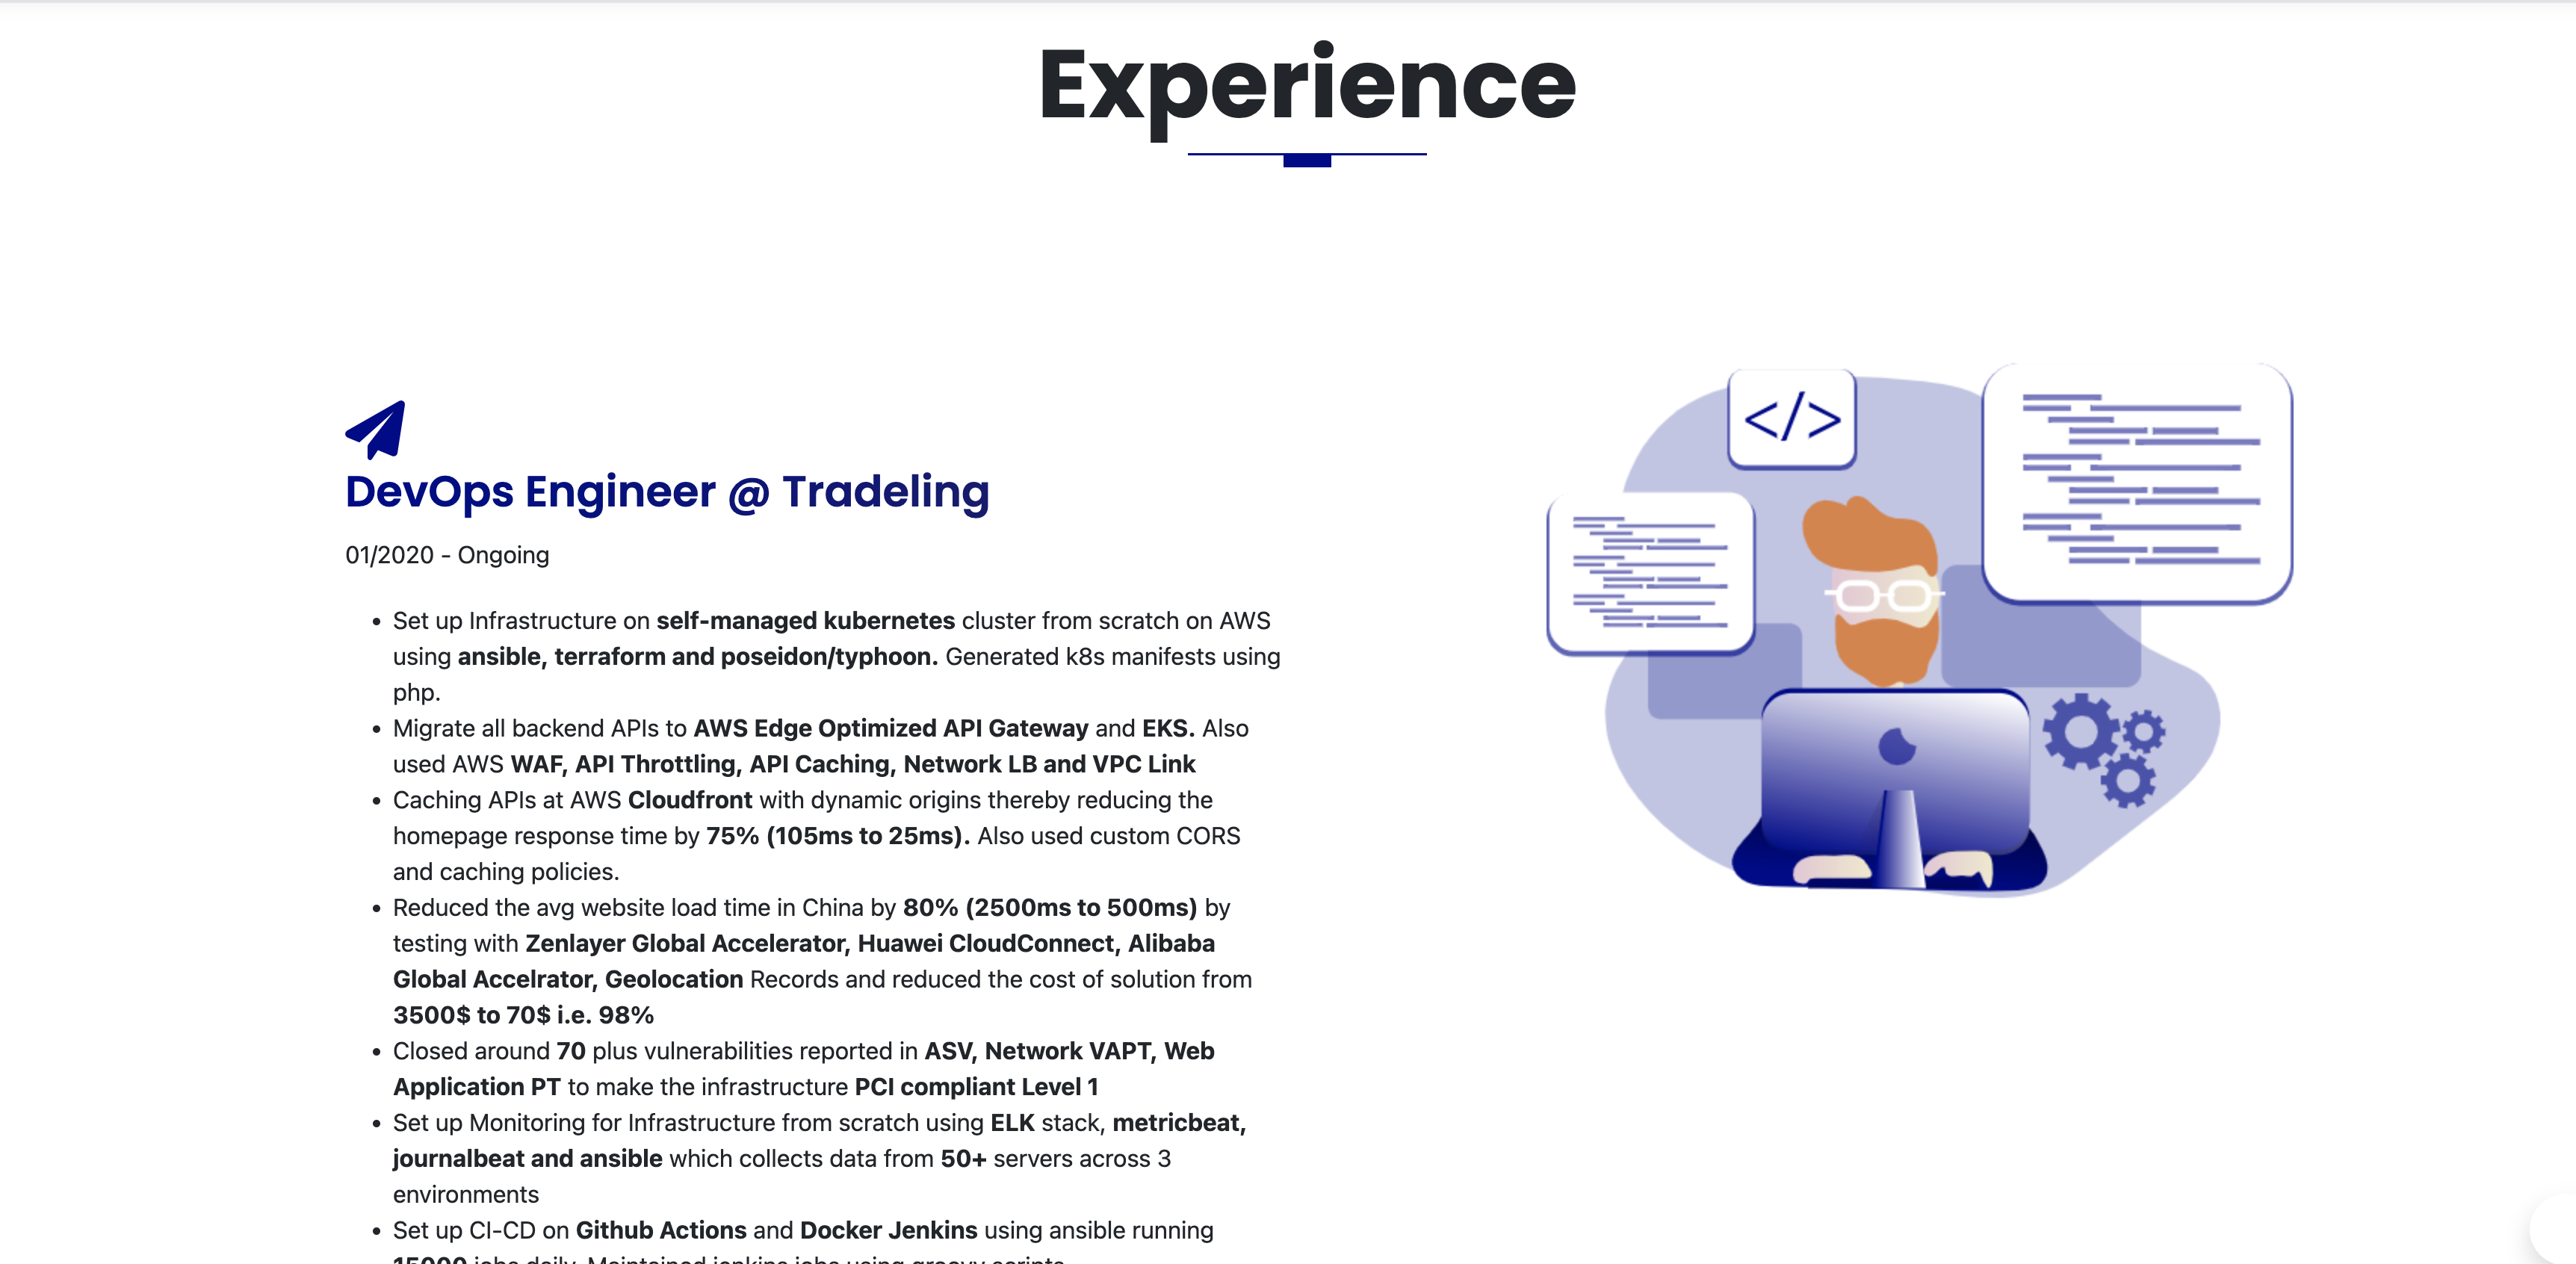 Experience
</>
DevOps Engineer @ Tradeling
01/2020 - Ongoing
• Set up Infrastructure on self-managed kubernetes cluster from scratch on AWS
using ansible, terraform and poseidon/typhoon. Generated k8s manifests using
php.
• Migrate all backend APIs to AWS Edge Optimized API Gateway and EKS. Also
used AWS WAF, API Throttling, API Caching, Network LB and VPC Link
• Caching APIs at AWS Cloudfront with dynamic origins thereby reducing the
homepage response time by 75% (105ms to 25ms). Also used custom CORS
and caching policies.
• Reduced the avg website load time in China by 80% (2500ms to 500ms) by
testing with Zenlayer Global Accelerator, Huawei CloudConnect, Alibaba
Global Accelrator, Geolocation Records and reduced the cost of solution from
3500$ to 70$ i.e. 98%
• Closed around 70 plus vulnerabilities reported in ASV, Network VAPT, Web
Application PT to make the infrastructure PCI compliant Level 1
• Set up Monitoring for Infrastructure from scratch using ELK stack, metricbeat,
journalbeat and ansible which collects data from 50+ servers across 3
environments
• Set up CI-CD on Github Actions and Docker Jenkins using ansible running
15000 jobs daily. Maintained jenkins jobs using groovy scripts